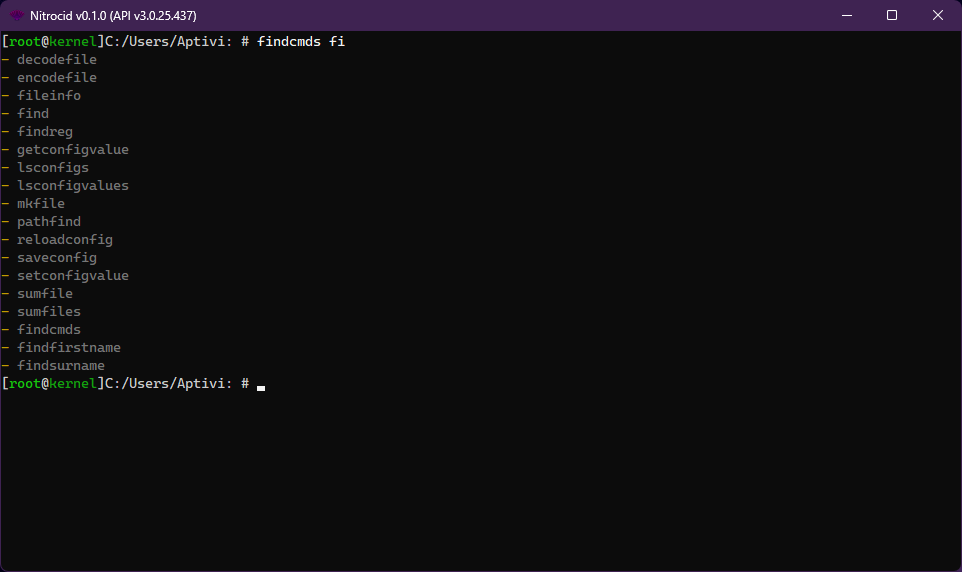 Nitrocid v0.1.0 (API v3.0.25.437)
[root@kernel]C:/Users/Aptivi: # findcmds fi
- decodefile
- encodefile
- fileinfo
- find
- findreg
- getconfigvalue
- lsconfigs
- lsconfigvalues
- mkfile
- pathfind
- reloadconfig
- saveconfig
- setconfigvalue
- sumfile
- sumfiles
- findcmds
- findfirstname
- findsurname
[root@kernel]C:/Users/Aptivi: #